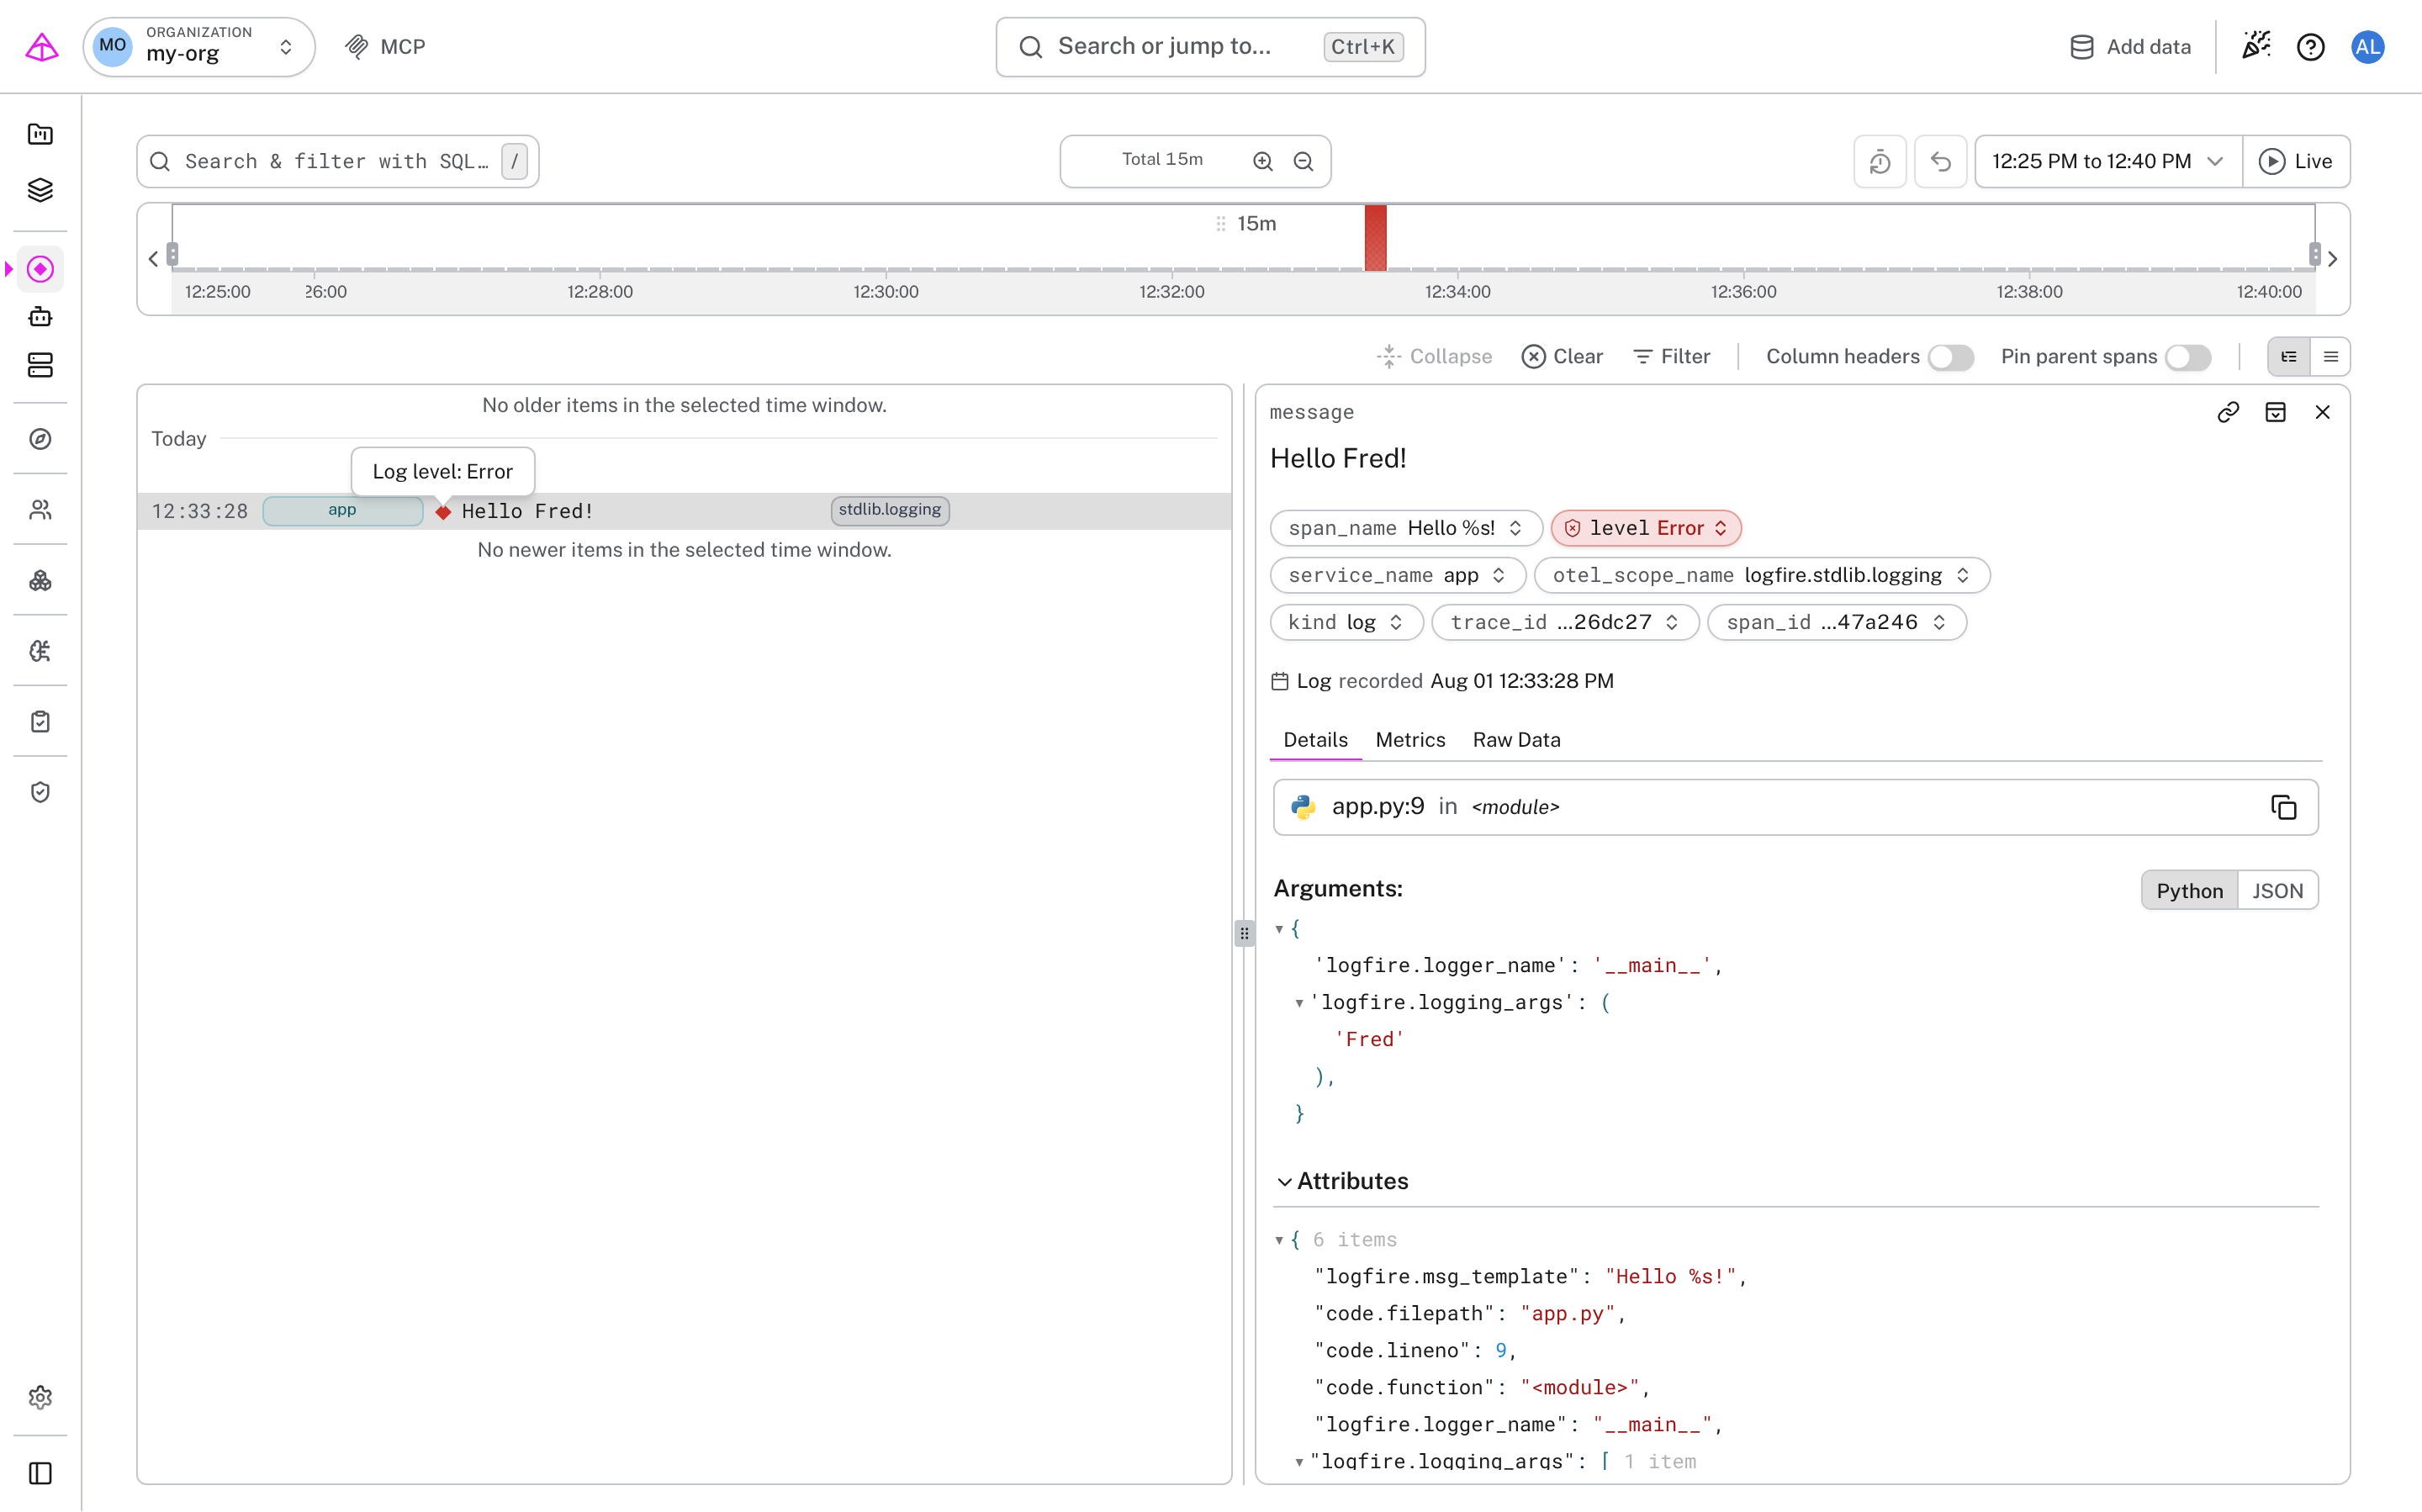 MO
ORGANIZATION
my-org
MCP
Search or jump to...
Ctrl+K
Add data
AL
Search & filter with SQL…
/
Total 15m
12:25 PM to 12:40 PM
Live
15m
12:25:00
26:00
12:28:00
12:30:00
12:32:00
12:34:00
12:36:00
12:38:00
12:40:00
Collapse
Clear
Filter
Column headers
Pin parent spans
No older items in the selected time window.
Today
Log level: Error
12:33:28
app
Hello Fred!
stdlib.logging
No newer items in the selected time window.
message
Hello Fred!
span_name Hello %s!
level Error
service_name app
otel_scope_name logfire.stdlib.logging
kind log
trace_id …26dc27
span_id …47a246
Log recorded Aug 01 12:33:28 PM
Details
Metrics
Raw Data
app.py:9 in <module>
Arguments:
Python
JSON
{
'logfire.logger_name': '__main__',
'logfire.logging_args': (
'Fred'
),
}
Attributes
{ 6 items
"logfire.msg_template": "Hello %s!",
"code.filepath": "app.py",
"code.lineno": 9,
"code.function": "<module>",
"logfire.logger_name": "__main__",
"logfire.logging_args": [ 1 item